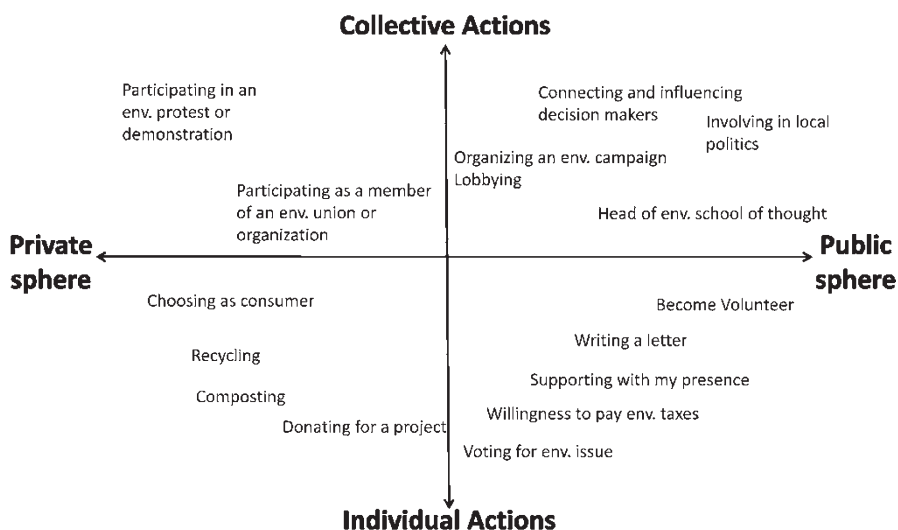 Collective Actions
Participating in an
env. protest or
demonstration
Connecting and influencing
decision makers
Involving in local
politics
Organizing an env. campaign
Lobbying
Participating as a member
of an env. union or
organization
Head of env. school of thought
Private
sphere
Public
sphere
Choosing as consumer
Become Volunteer
Writing a letter
Recycling
Supporting with my presence
Composting
Willingness to pay env. taxes
Donating for a project
Voting for env. issue
Individual Actions